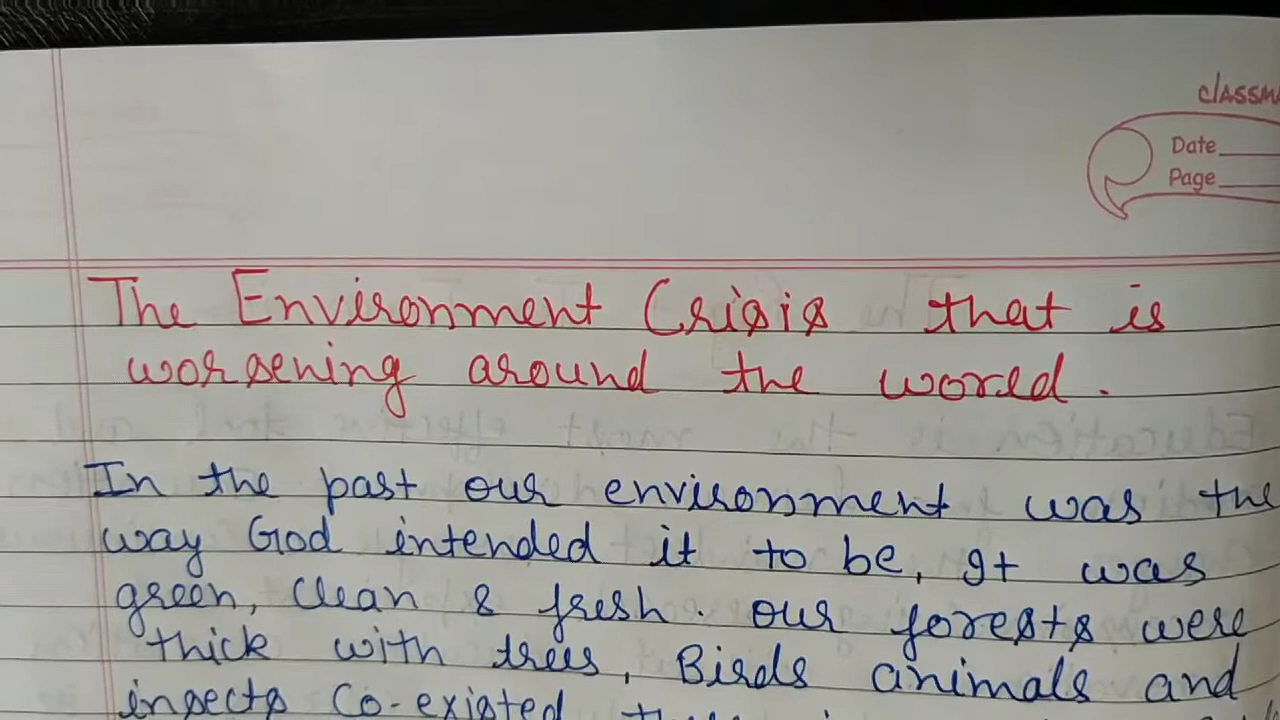 classm
Date
Page
The Environment Crisis that is
worsening around the world.
In the past our environment was the
way God intended it to be, It was
green, clean & fresh. our forests were
thick with trees, Birds animals and
insects Co-existed